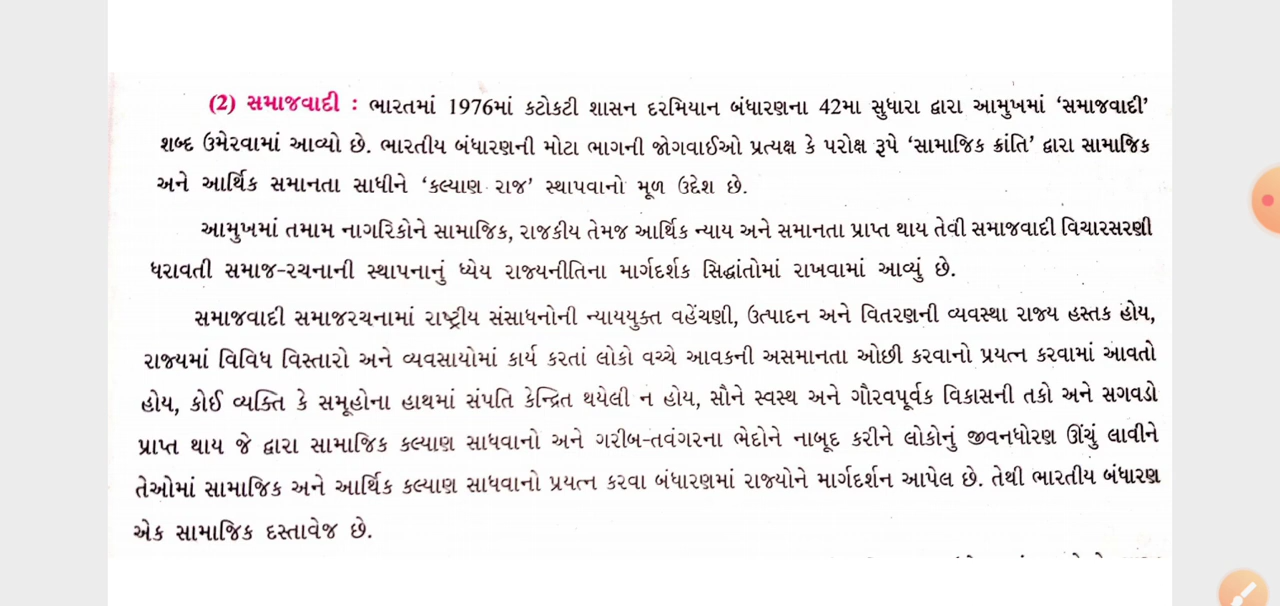 (2) સમાજવાદી : ભારતમાં 1976માં કટોકટી શાસન દરમિયાન બંધારણના 42મા સુધારા દ્વારા આમુખમાં ‘સમાજવાદી’
શબ્દ ઉમેરવામાં આવ્યો છે. ભારતીય બંધારણની મોટા ભાગની જોગવાઈઓ પ્રત્યક્ષ કે પરોક્ષ રૂપે ‘સામાજિક ક્રાંતિ’ દ્વારા સામાજિક
અને આર્થિક સમાનતા સાધીને ‘કલ્યાણ રાજ’ સ્થાપવાનો મૂળ ઉદેશ છે.
આમુખમાં તમામ નાગરિકોને સામાજિક, રાજકીય તેમજ આર્થિક ન્યાય અને સમાનતા પ્રાપ્ત થાય તેવી સમાજવાદી વિચારસરણી
ધરાવતી સમાજ-રચનાની સ્થાપનાનું ધ્યેય રાજ્યનીતિના માર્ગદર્શક સિદ્ધાંતોમાં રાખવામાં આવ્યું છે.
સમાજવાદી સમાજરચનામાં રાષ્ટ્રીય સંસાધનોની ન્યાયયુક્ત વહેંચણી, ઉત્પાદન અને વિતરણની વ્યવસ્થા રાજ્ય હસ્તક હોય,
રાજ્યમાં વિવિધ વિસ્તારો અને વ્યવસાયોમાં કાર્ય કરતાં લોકો વચ્ચે આવકની અસમાનતા ઓછી કરવાનો પ્રયત્ન કરવામાં આવતો
હોય, કોઈ વ્યક્તિ કે સમૂહોના હાથમાં સંપતિ કેન્દ્રિત થયેલી ન હોય, સૌને સ્વસ્થ અને ગૌરવપૂર્વક વિકાસની તકો અને સગવડો
પ્રાપ્ત થાય જે દ્વારા સામાજિક કલ્યાણ સાધવાનો અને ગરીબ-તવંગરના ભેદોને નાબૂદ કરીને લોકોનું જીવનધોરણ ઊંચું લાવીને
તેઓમાં સામાજિક અને આર્થિક કલ્યાણ સાધવાનો પ્રયત્ન કરવા બંધારણમાં રાજ્યોને માર્ગદર્શન આપેલ છે. તેથી ભારતીય બંધારણ
એક સામાજિક દસ્તાવેજ છે.